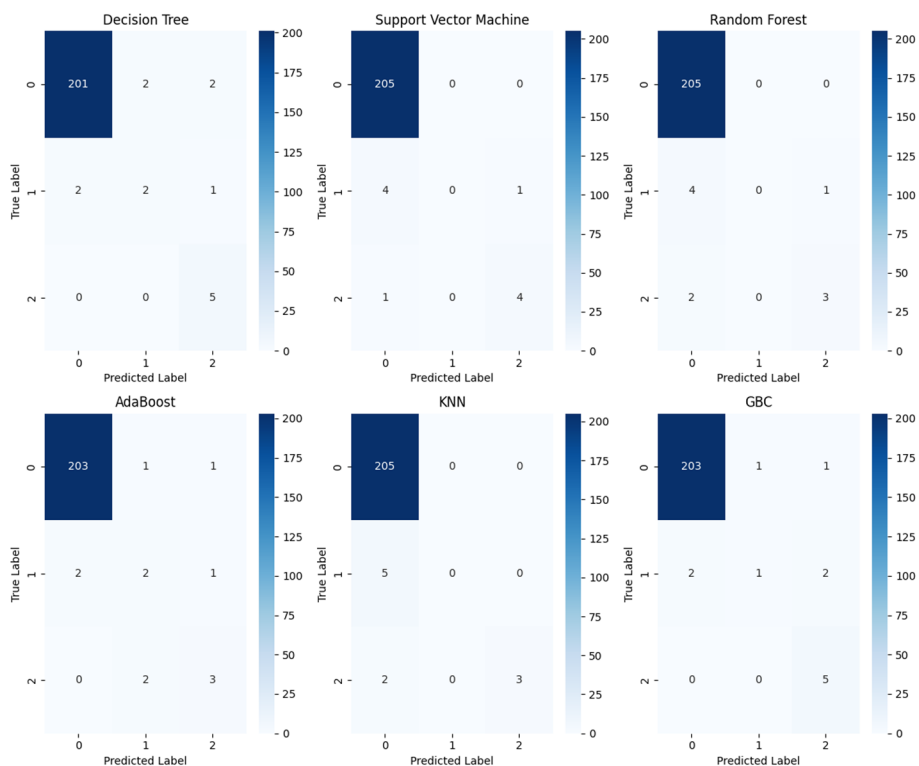 Decision Tree
201 2 2
2 2 1
0 0 5
0 1 2
True Label
0 1 2
Predicted Label
200
175
150
125
100
75
50
25
0
Support Vector Machine
205 0 0
4 0 1
1 0 4
0 1 2
True Label
0 1 2
Predicted Label
200
175
150
125
100
75
50
25
0
Random Forest
205 0 0
4 0 1
2 0 3
0 1 2
True Label
0 1 2
Predicted Label
200
175
150
125
100
75
50
25
0
AdaBoost
203 1 1
2 2 1
0 2 3
0 1 2
True Label
0 1 2
Predicted Label
200
175
150
125
100
75
50
25
0
KNN
205 0 0
5 0 0
2 0 3
0 1 2
True Label
0 1 2
Predicted Label
200
175
150
125
100
75
50
25
0
GBC
203 1 1
2 1 2
0 0 5
0 1 2
True Label
0 1 2
Predicted Label
200
175
150
125
100
75
50
25
0